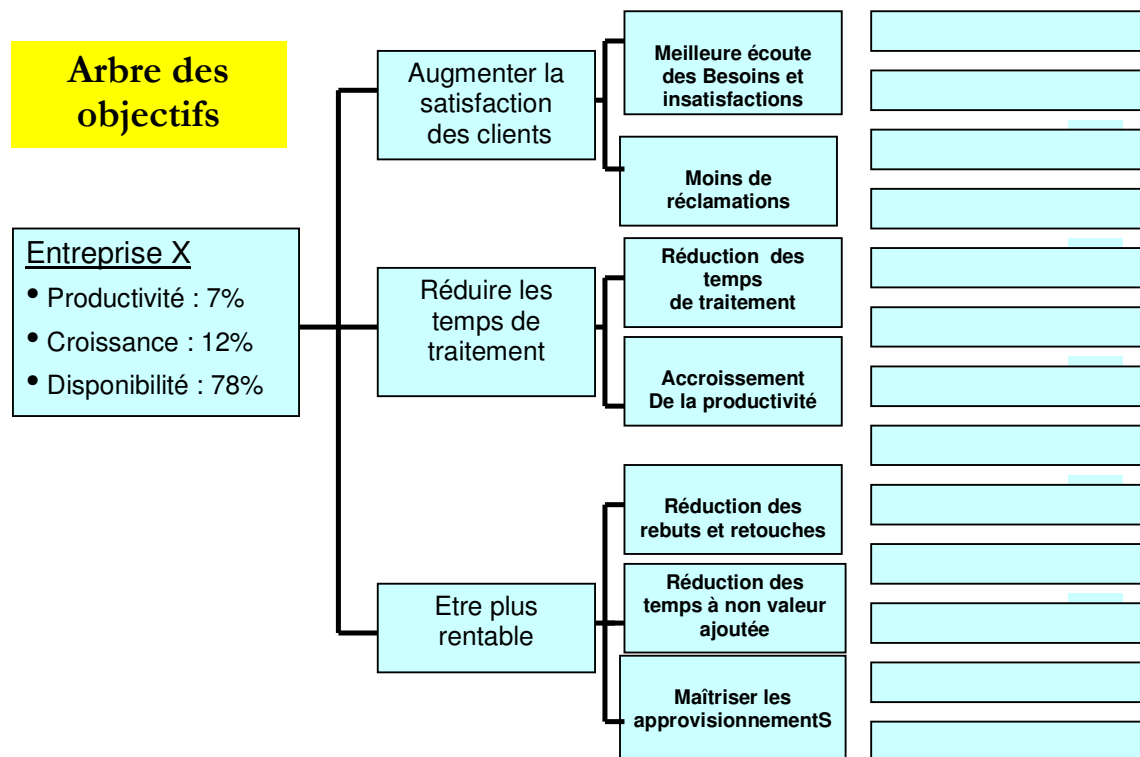 Arbre des
objectifs
Entreprise X
• Productivité : 7%
• Croissance : 12%
• Disponibilité : 78%
Augmenter la
satisfaction
des clients
Meilleure écoute
des Besoins et
insatisfactions
Moins de
réclamations
Réduire les
temps de
traitement
Réduction des
temps
de traitement
Accroissement
De la productivité
Etre plus
rentable
Réduction des
rebuts et retouches
Réduction des
temps à non valeur
ajoutée
Maîtriser les
approvisionnementS